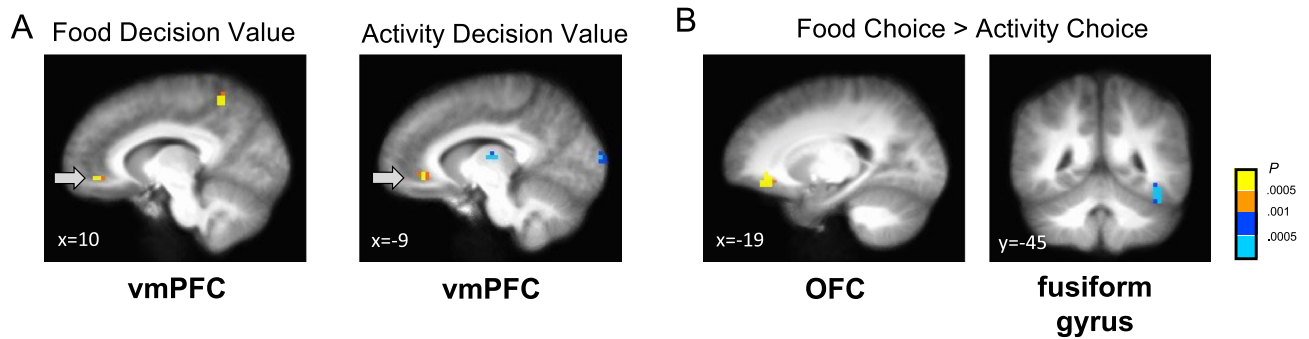 A
Food Decision Value
Activity Decision Value
x=10
x=-9
vmPFC
vmPFC
B
Food Choice > Activity Choice
x=-19
y=-45
OFC
fusiform
gyrus
P
.0005
.001
.0005